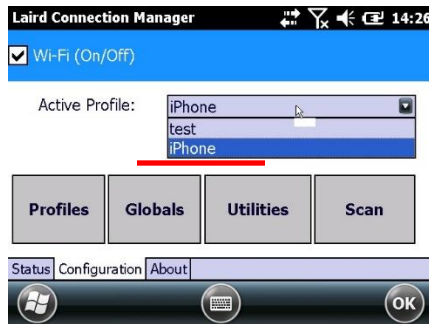 Laird Connection Manager 14:26
Wi-Fi (On/Off)
Active Profile: iPhone
test
iPhone
Profiles Globals Utilities Scan
Status Configuration About
OK